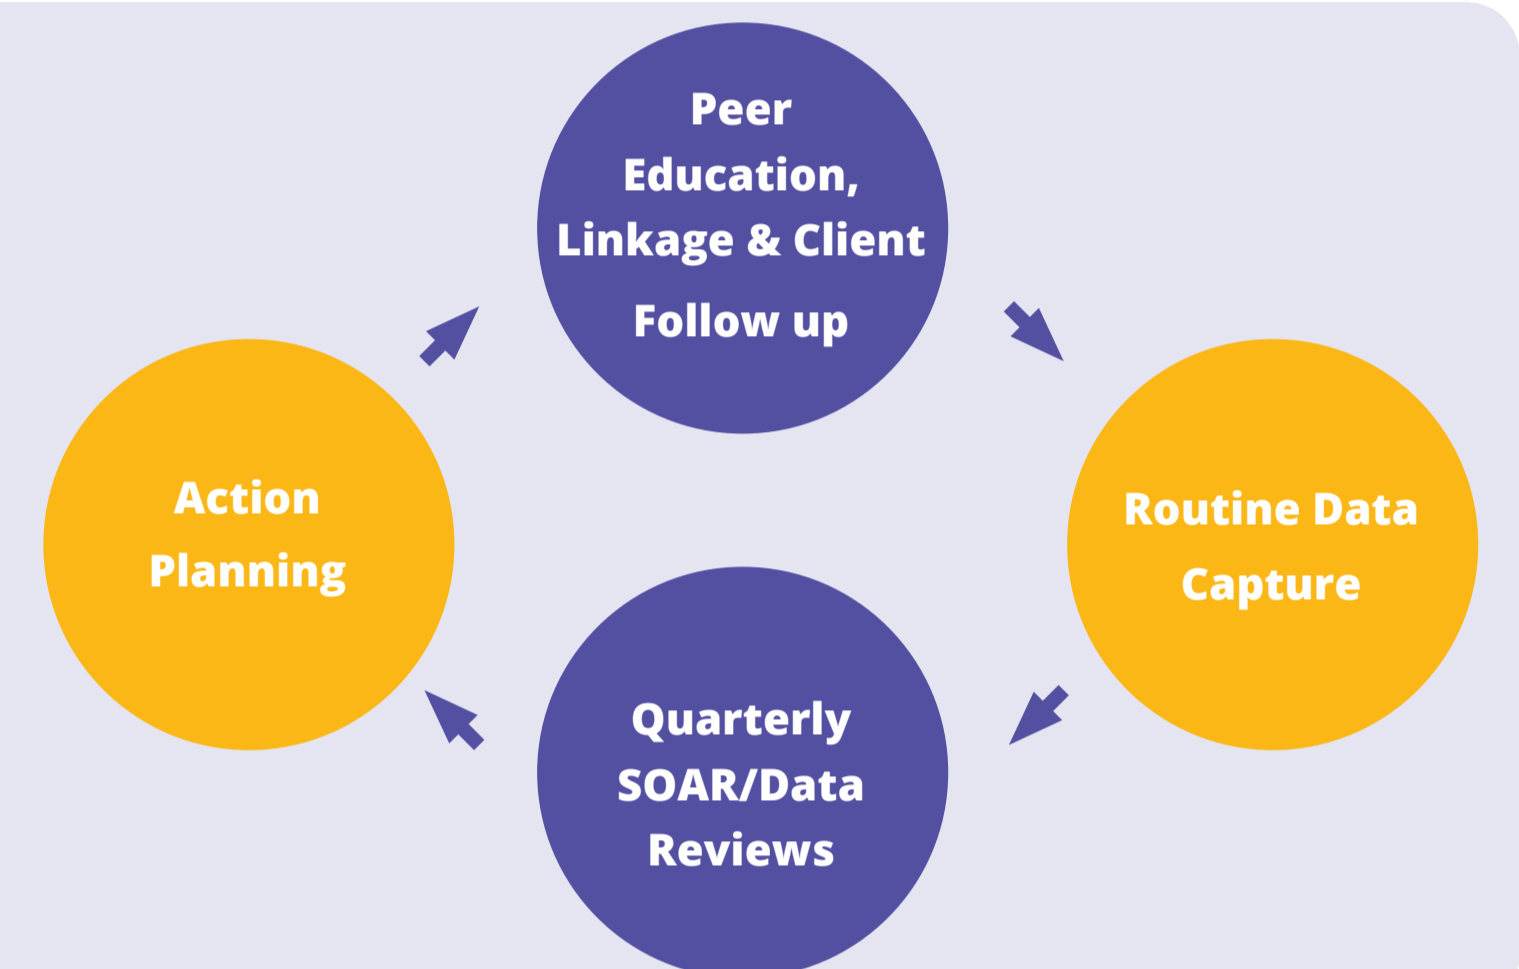 Peer
Education,
Linkage & Client
Follow up
Action
Planning
Routine Data
Capture
Quarterly
SOAR/Data
Reviews